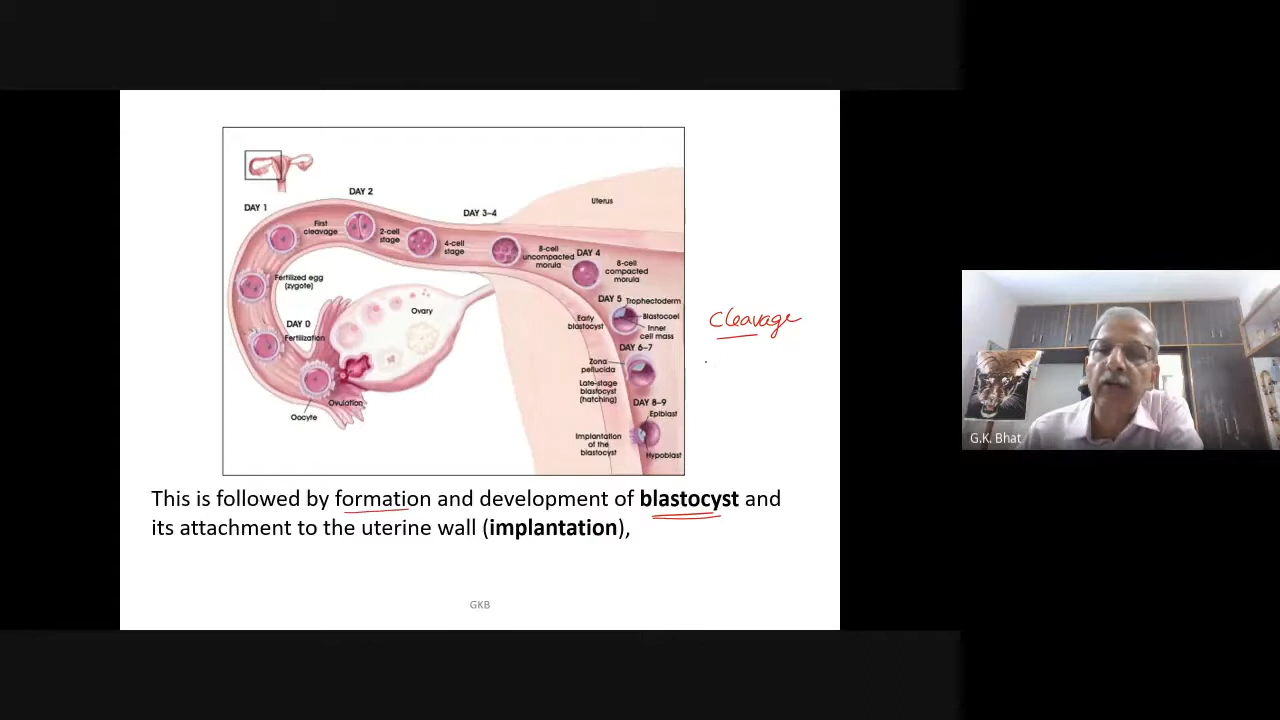 DAY 2
DAY 1
DAY 3–4
Uterus
First
cleavage
2-cell
stage
4-cell
stage
8-cell
uncompacted
morula
DAY 4
8-cell
compacted
morula
Fertilized egg
(zygote)
DAY 0
Fertilization
Ovary
Oocyte
Ovulation
DAY 5
Trophectoderm
Early
blastocyst
Blastocoel
Inner
cell mass
DAY 6–7
Zona
pellucida
Late-stage
blastocyst
(hatching)
DAY 8–9
Epiblast
Implantation
of the
blastocyst
Hypoblast
cleavage
This is followed by formation and development of blastocyst and
its attachment to the uterine wall (implantation),
GKB
G.K. Bhat